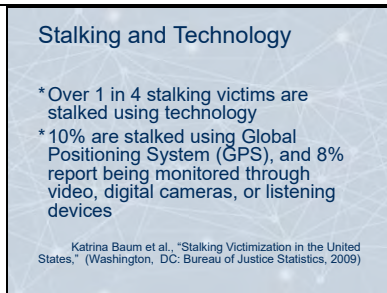 Stalking and Technology
*Over 1 in 4 stalking victims are
stalked using technology
*10% are stalked using Global
Positioning System (GPS), and 8%
report being monitored through
video, digital cameras, or listening
devices
Katrina Baum et al., “Stalking Victimization in the United
States,” (Washington, DC: Bureau of Justice Statistics, 2009)